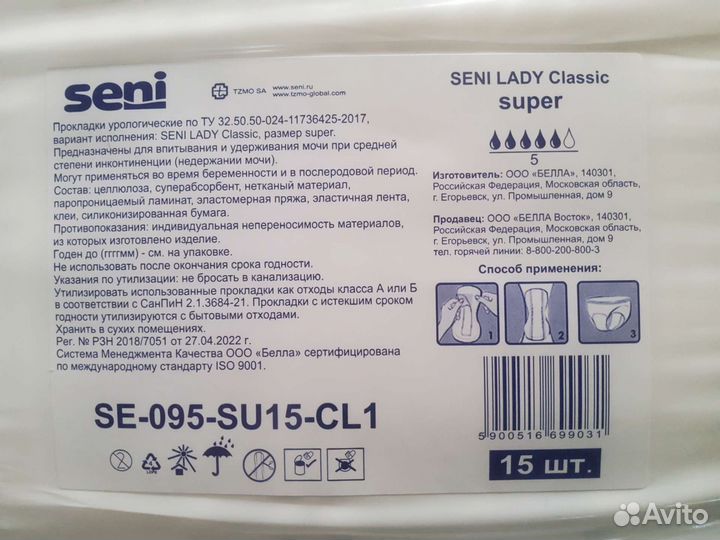 seni
TZMO SA
www.seni.ru
www.tzmo-global.com
Прокладки урологические по ТУ 32.50.50-024-11736425-2017,
вариант исполнения: SENI LADY Classic, размер super.
Предназначены для впитывания и удерживания мочи при средней
степени инконтиненции (недержании мочи).
Могут применяться во время беременности и в послеродовой период.
Состав: целлюлоза, суперабсорбент, нетканый материал,
паропроницаемый ламинат, эластомерная пряжа, эластичная лента,
клеи, силиконизированная бумага.
Противопоказания: индивидуальная непереносимость материалов,
из которых изготовлено изделие.
Годен до (ггггмм) - см. на упаковке.
Не использовать после окончания срока годности.
Указания по утилизации: не бросать в канализацию.
Утилизировать использованные прокладки как отходы класса А или Б
в соответствии с СанПиН 2.1.3684-21. Прокладки с истекшим сроком
годности утилизируются с бытовыми отходами.
Хранить в сухих помещениях.
Рег. № РЗН 2018/7051 от 27.04.2022 г.
Система Менеджмента Качества ООО «Белла» сертифицирована
по международному стандарту ISO 9001.
SE-095-SU15-CL1
4
LDPE
SENI LADY Classic
super
5
Изготовитель: ООО «БЕЛЛА», 140301,
Российская Федерация, Московская область,
г. Егорьевск, ул. Промышленная дом 9
Продавец: ООО «БЕЛЛА Восток», 140301,
Российская Федерация, Московская область,
г. Егорьевск, ул. Промышленная, дом 9
тел. горячей линии: 8-800-200-800-3
Способ применения:
1
2
3
5 900516 699031
15 шт.
Avito